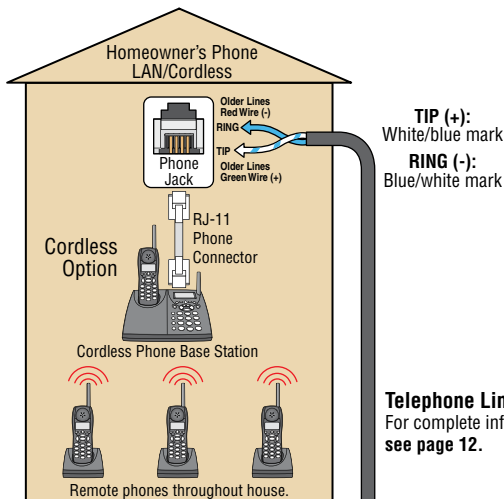 Homeowner's Phone
LAN/Cordless
Older Lines
Red Wire (-)
RING
TIP
Older Lines
Green Wire (+)
Phone
Jack
TIP (+):
White/blue mark
RING (-):
Blue/white mark
RJ-11
Phone
Connector
Cordless
Option
Cordless Phone Base Station
Telephone Lin
For complete inf
see page 12.
Remote phones throughout house.